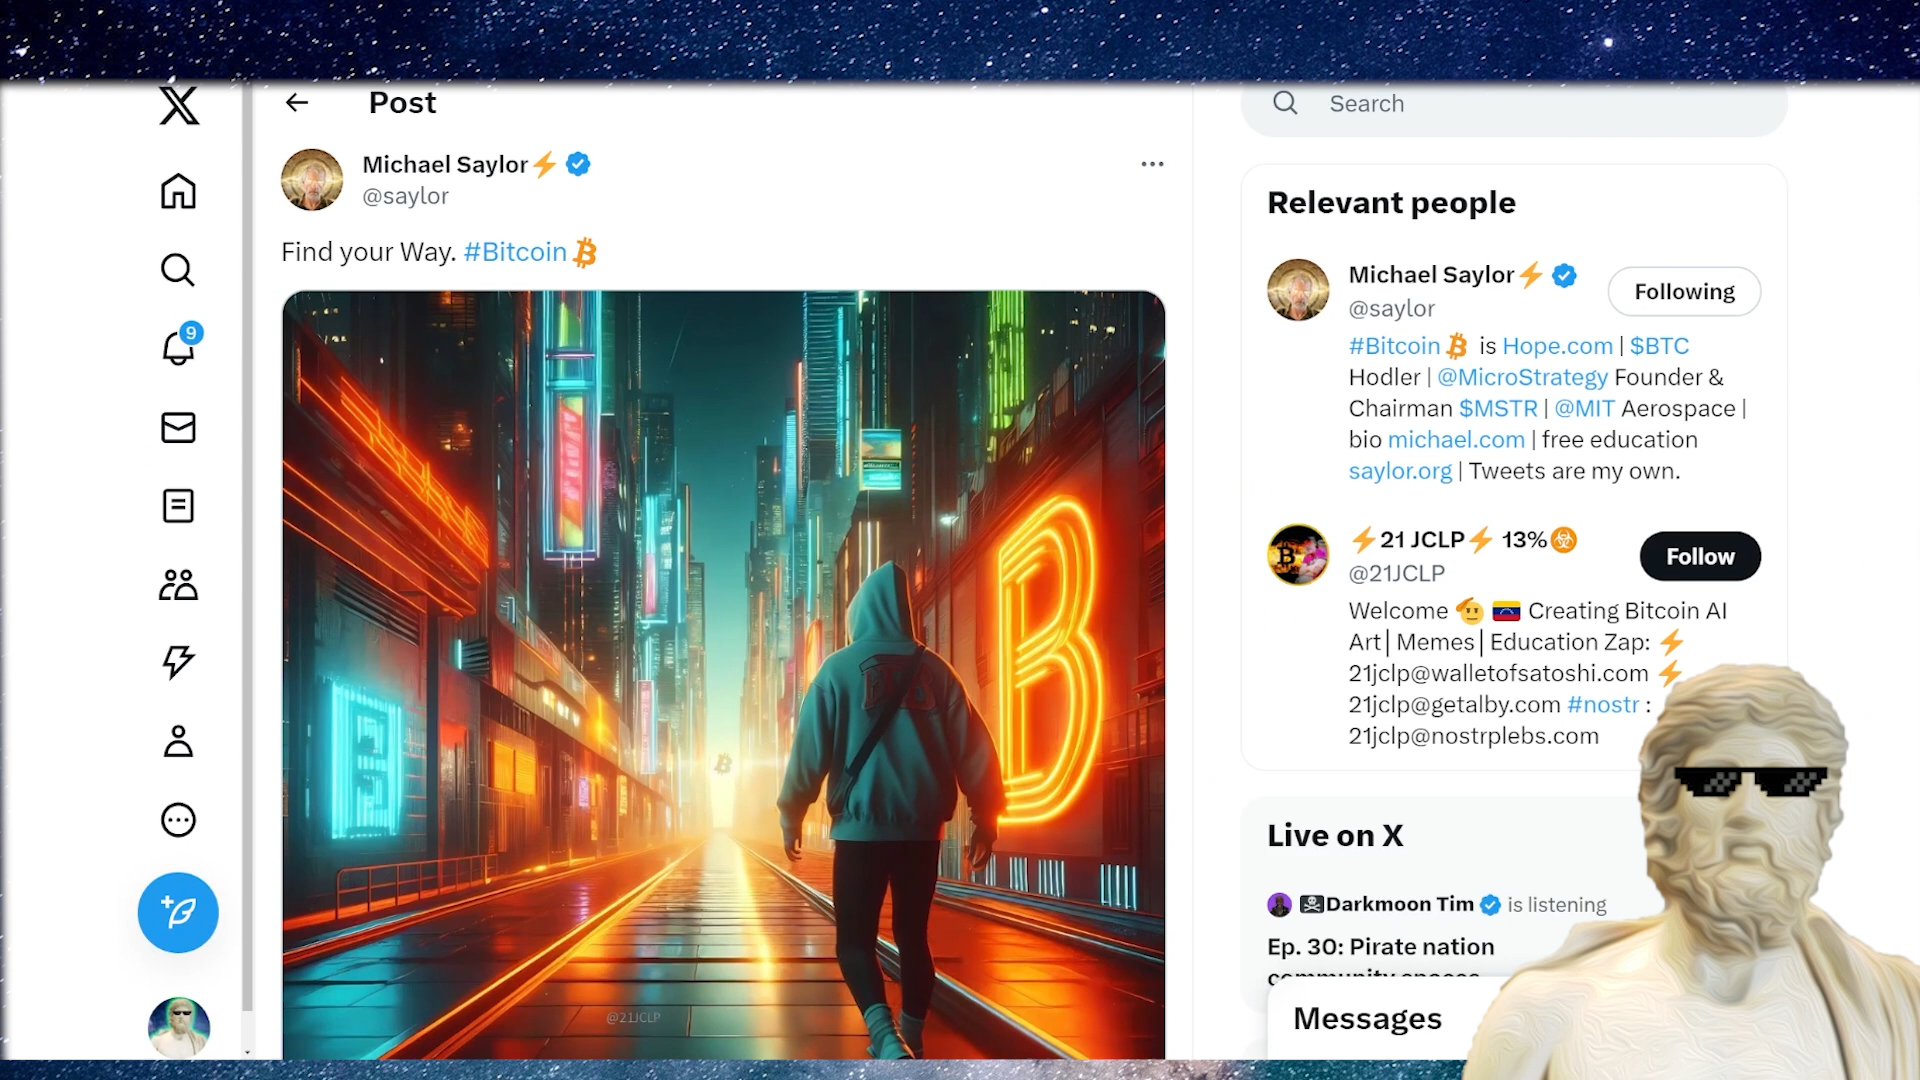 Post
Michael Saylor⚡
@saylor
Find your Way. #Bitcoin
@21JCLP
9
Search
Relevant people
Michael Saylor⚡
@saylor
Following
#Bitcoin is Hope.com | $BTC
Hodler | @MicroStrategy Founder &
Chairman $MSTR | @MIT Aerospace |
bio michael.com | free education
saylor.org | Tweets are my own.
⚡21 JCLP⚡ 13%☣
@21JCLP
Follow
Welcome 🫡 🇻🇪 Creating Bitcoin AI
Art| Memes| Education Zap: ⚡
21jclp@walletofsatoshi.com ⚡
21jclp@getalby.com #nostr :
21jclp@nostrplebs.com
Live on X
Darkmoon Tim is listening
Ep. 30: Pirate nation
community spaces
Messages